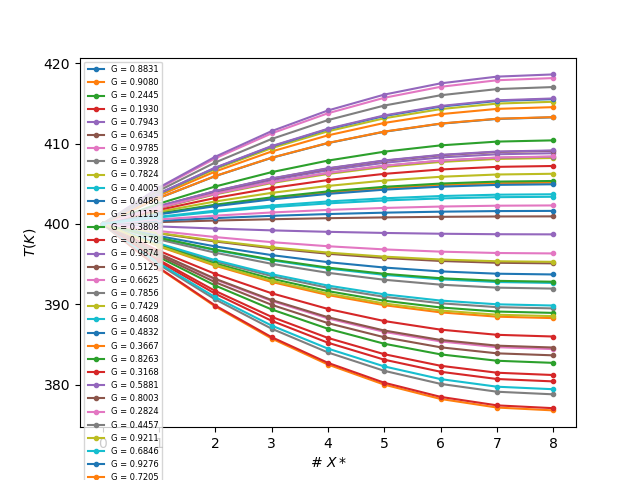 420
410
400
390
380
T(K)
2
3
4
5
6
7
8
# X*
G = 0.8831
G = 0.9080
G = 0.2445
G = 0.1930
G = 0.7943
G = 0.6345
G = 0.9785
G = 0.3928
G = 0.7824
G = 0.4005
G = 0.6486
G = 0.1115
G = 0.3808
G = 0.1178
G = 0.9874
G = 0.5125
G = 0.6625
G = 0.7856
G = 0.7429
G = 0.4608
G = 0.4832
G = 0.3667
G = 0.8263
G = 0.3168
G = 0.5881
G = 0.8003
G = 0.2824
G = 0.4457
G = 0.9211
G = 0.6846
G = 0.9276
G = 0.7205